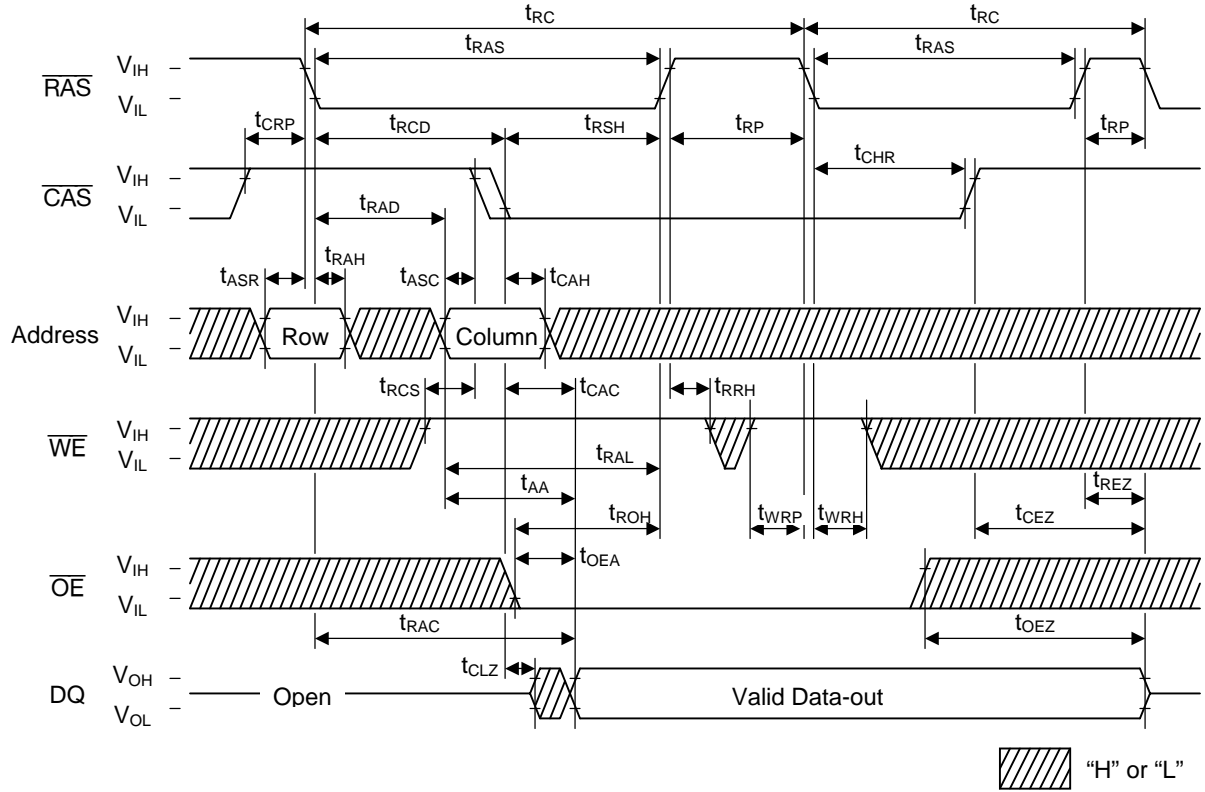 tRC tRC
tRAS tRAS
RAS VIH
VIL
tCRP tRCD tRSH tRP tRP
tCHR
CAS VIH
VIL
tRAD
tRAH
tASR tASC tCAH
Address VIH
VIL
Row Column
tRCS tCAC tRRH
WE VIH
VIL
tRAL
tAA tREZ
tROH tWRP tWRH tCEZ
tOEA
OE VIH
VIL
tRAC tOEZ
tCLZ
DQ VOH
VOL
Open Valid Data-out
“H” or “L”